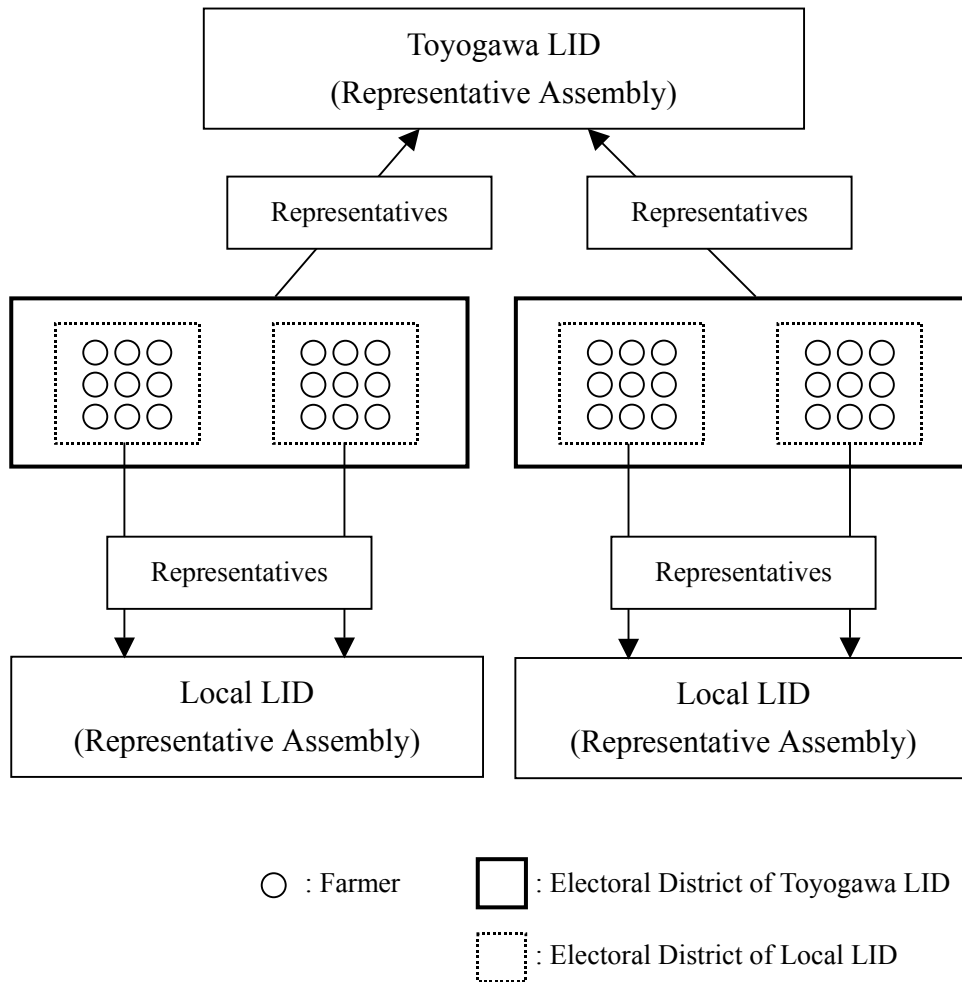 Toyogawa LID
(Representative Assembly)
Representatives
Representatives
Representatives
Representatives
Local LID
(Representative Assembly)
Local LID
(Representative Assembly)
: Farmer
: Electoral District of Toyogawa LID
: Electoral District of Local LID